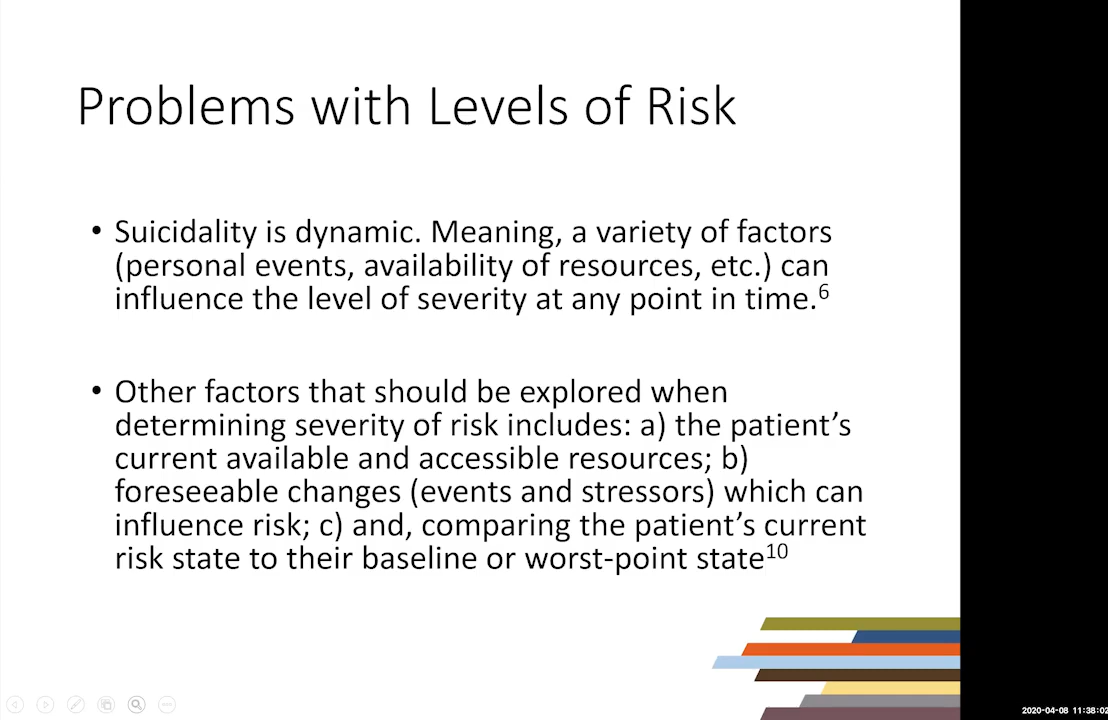 Problems with Levels of Risk
• Suicidality is dynamic. Meaning, a variety of factors
(personal events, availability of resources, etc.) can
influence the level of severity at any point in time.6
• Other factors that should be explored when
determining severity of risk includes: a) the patient’s
current available and accessible resources; b)
foreseeable changes (events and stressors) which can
influence risk; c) and, comparing the patient’s current
risk state to their baseline or worst-point state10
2020-04-08 11:38:02